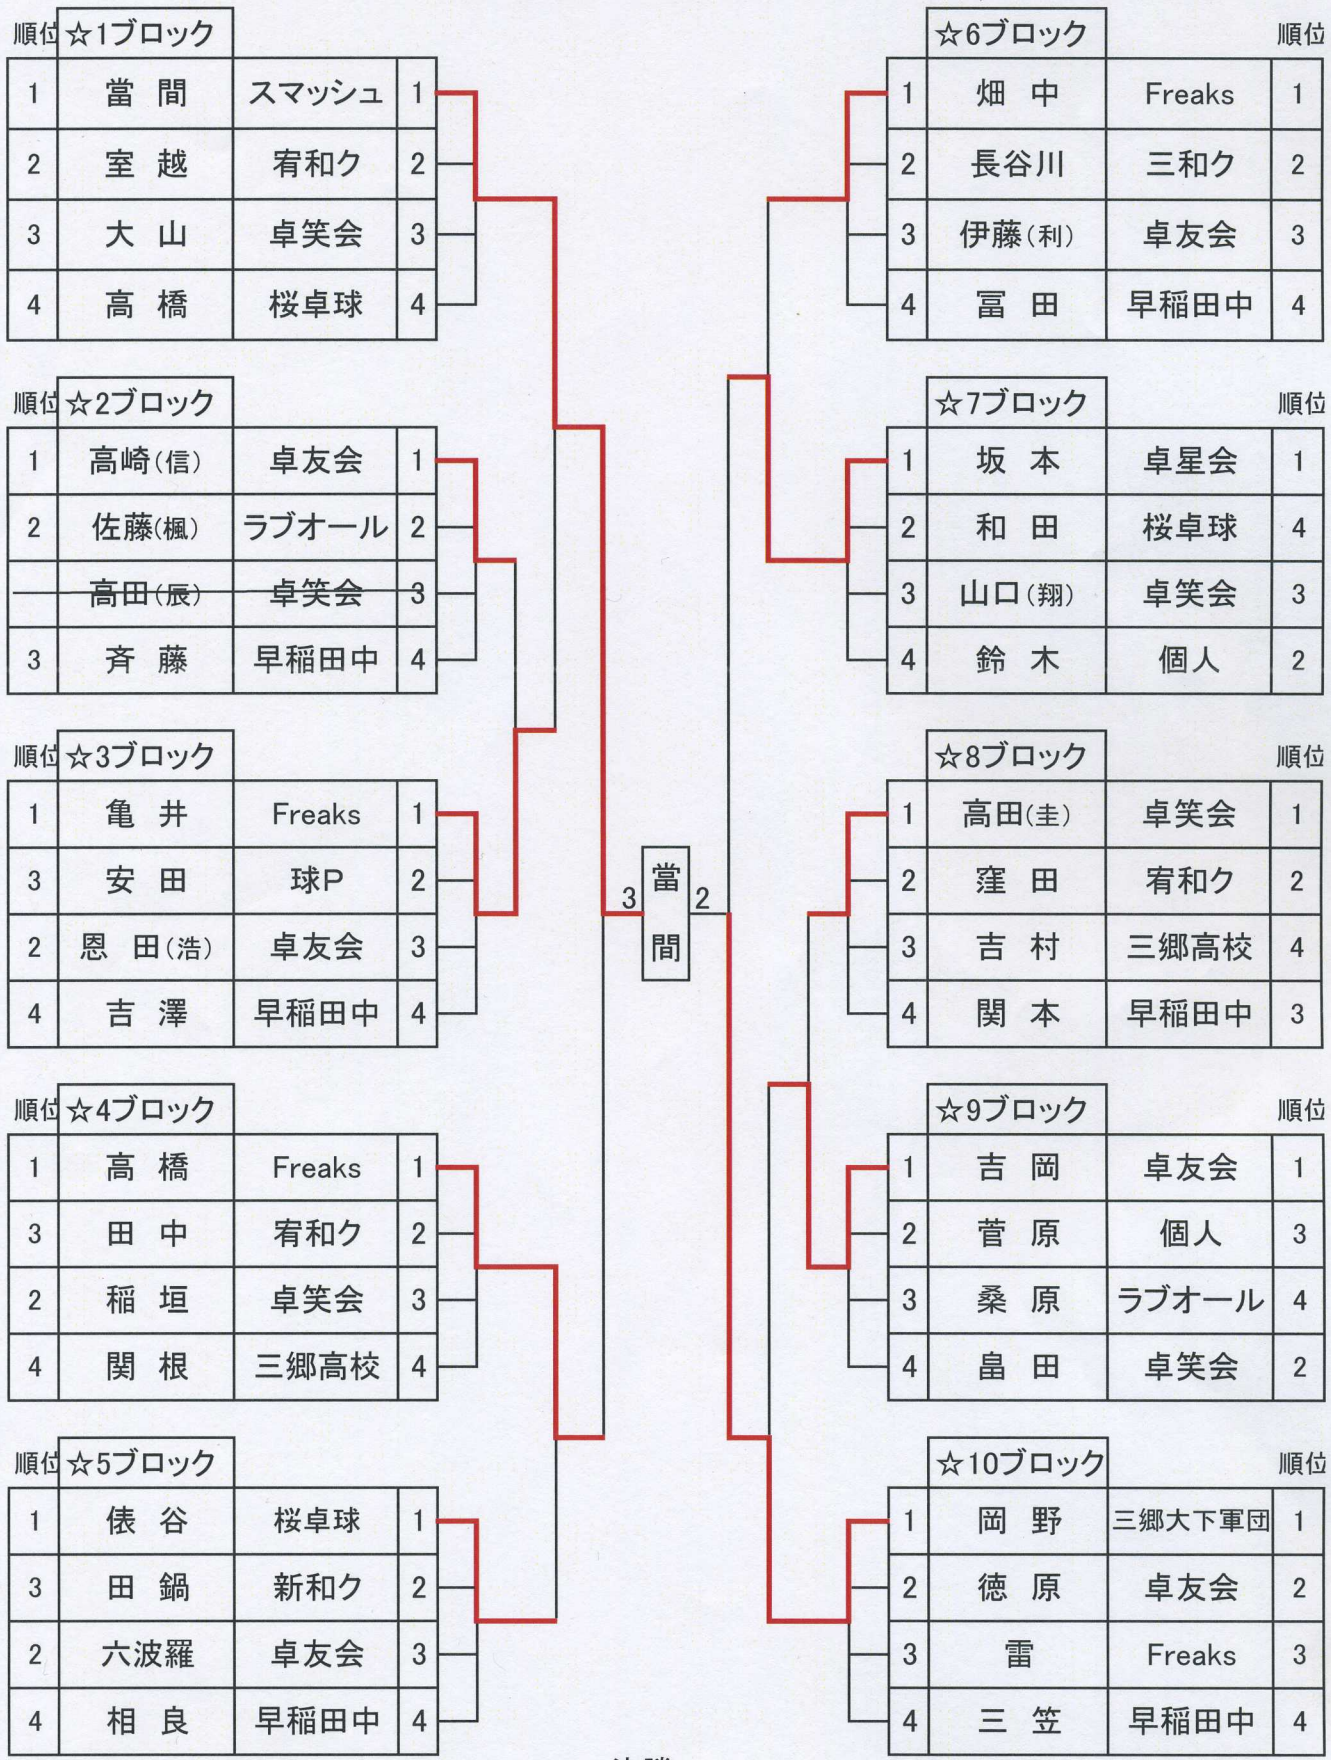 順位 ☆1ブロック
1 當間 スマッシュ 1
2 室越 宥和ク 2
3 大山 卓笑会 3
4 高橋 桜卓球 4
順位 ☆2ブロック
1 高崎(信) 卓友会 1
2 佐藤(楓) ラブオール 2
高田(辰) 卓笑会 3
3 斉藤 早稲田中 4
順位 ☆3ブロック
1 亀井 Freaks 1
3 安田 球P 2
2 恩田(浩) 卓友会 3
4 吉澤 早稲田中 4
順位 ☆4ブロック
1 高橋 Freaks 1
3 田中 宥和ク 2
2 稲垣 卓笑会 3
4 関根 三郷高校 4
順位 ☆5ブロック
1 俵谷 桜卓球 1
3 田鍋 新和ク 2
2 六波羅 卓友会 3
4 相良 早稲田中 4
3 當間 2
☆6ブロック 順位
1 畑中 Freaks 1
2 長谷川 三和ク 2
3 伊藤(利) 卓友会 3
4 冨田 早稲田中 4
☆7ブロック 順位
1 坂本 卓星会 1
2 和田 桜卓球 4
3 山口(翔) 卓笑会 3
4 鈴木 個人 2
☆8ブロック 順位
1 高田(圭) 卓笑会 1
2 窪田 宥和ク 2
3 吉村 三郷高校 4
4 関本 早稲田中 3
☆9ブロック 順位
1 吉岡 卓友会 1
2 菅原 個人 3
3 桑原 ラブオール 4
4 畠田 卓笑会 2
☆10ブロック 順位
1 岡野 三郷大下軍団 1
2 徳原 卓友会 2
3 雷 Freaks 3
4 三笠 早稲田中 4